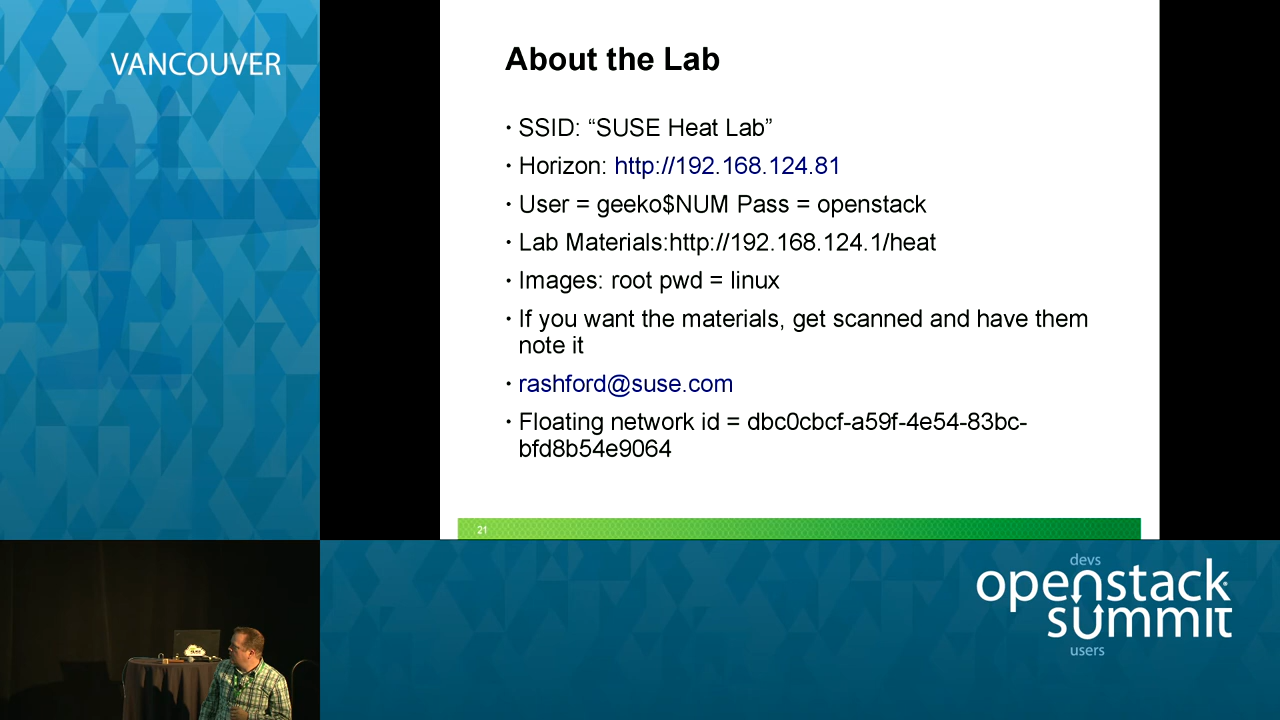 VANCOUVER
About the Lab
· SSID: “SUSE Heat Lab”
· Horizon: http://192.168.124.81
· User = geeko$NUM Pass = openstack
· Lab Materials:http://192.168.124.1/heat
· Images: root pwd = linux
· If you want the materials, get scanned and have them
note it
· rashford@suse.com
· Floating network id = dbc0cbcf-a59f-4e54-83bc-
bfd8b54e9064
21
devs
openstack
summit
users